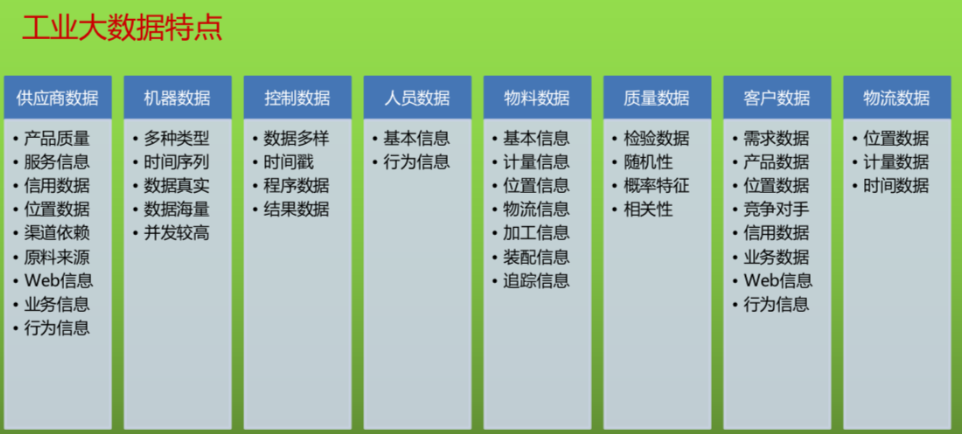 工业大数据特点
供应商数据
• 产品质量
• 服务信息
• 信用数据
• 位置数据
• 渠道依赖
• 原料来源
• Web信息
• 业务信息
• 行为信息
机器数据
• 多种类型
• 时间序列
• 数据真实
• 数据海量
• 并发较高
控制数据
• 数据多样
• 时间戳
• 程序数据
• 结果数据
人员数据
• 基本信息
• 行为信息
物料数据
• 基本信息
• 计量信息
• 位置信息
• 物流信息
• 加工信息
• 装配信息
• 追踪信息
质量数据
• 检验数据
• 随机性
• 概率特征
• 相关性
客户数据
• 需求数据
• 产品数据
• 位置数据
• 竞争对手
• 信用数据
• 业务数据
• Web信息
• 行为信息
物流数据
• 位置数据
• 计量数据
• 时间数据